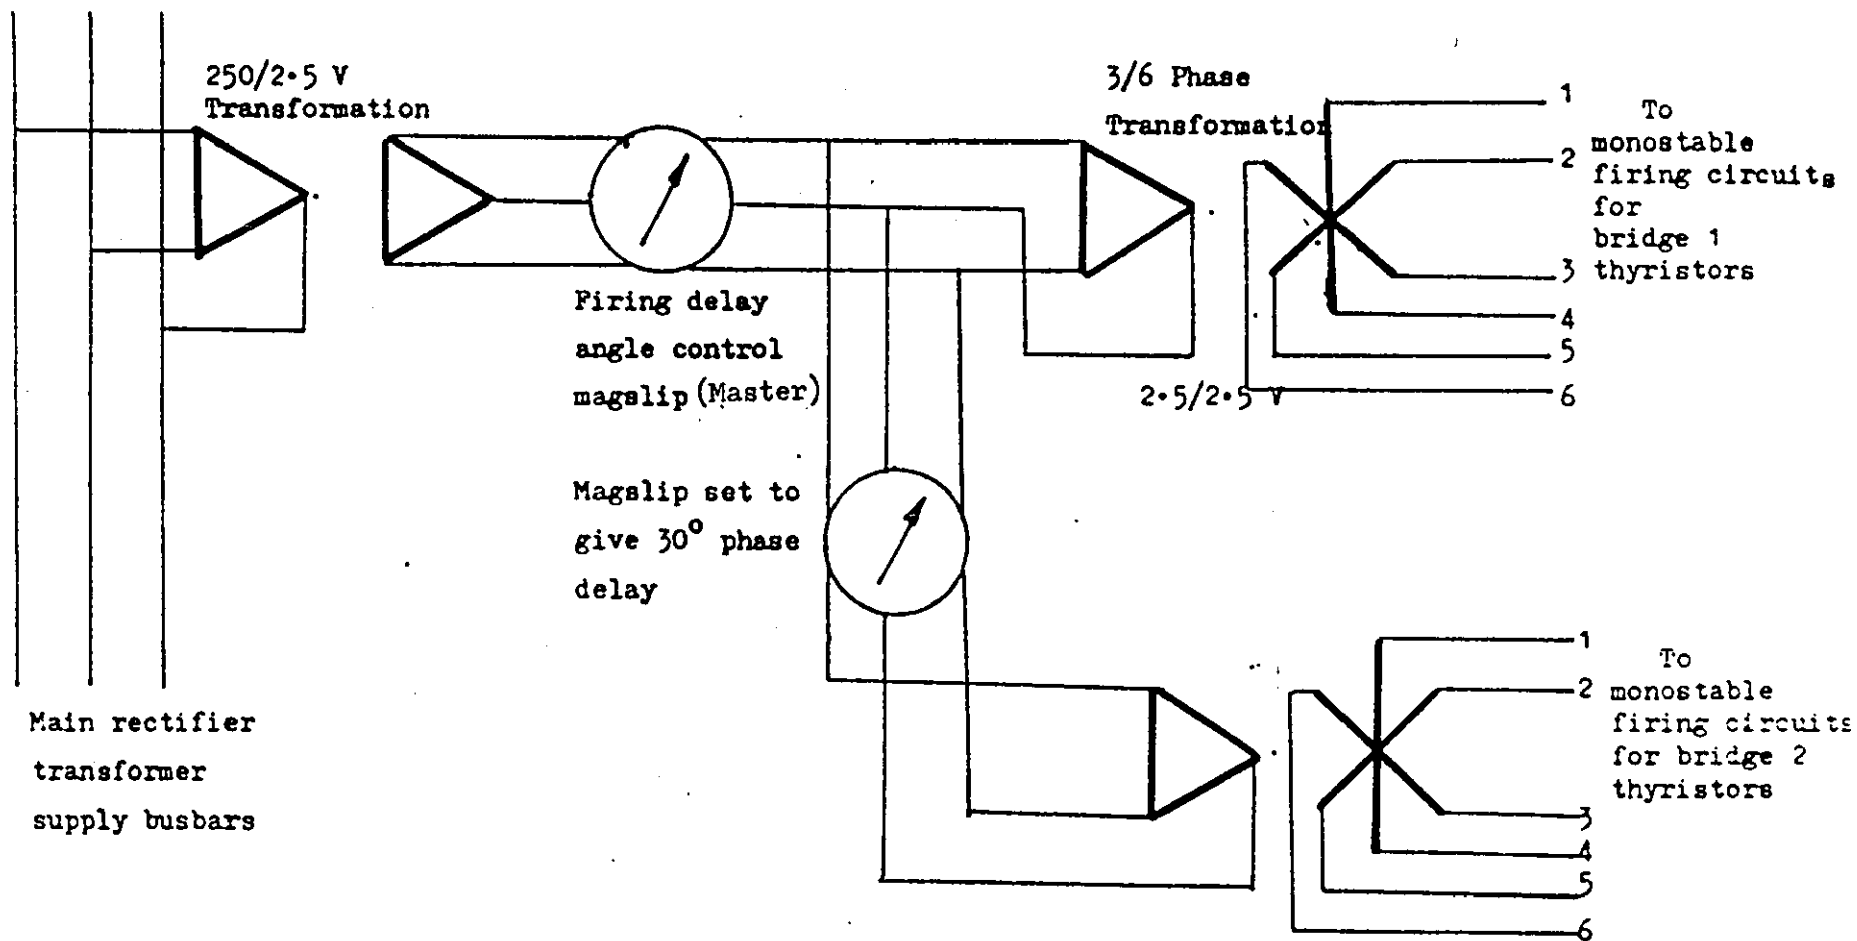 250/2·5 V
Transformation
3/6 Phase
Transformation
1
2
3
4
5
6
To
monostable
firing circuits
for
bridge 1
thyristors
Firing delay
angle control
magslip (Master)
2·5/2·5 V
Magslip set to
give 30° phase
delay
Main rectifier
transformer
supply busbars
1
2
3
4
5
6
To
monostable
firing circuits
for bridge 2
thyristors